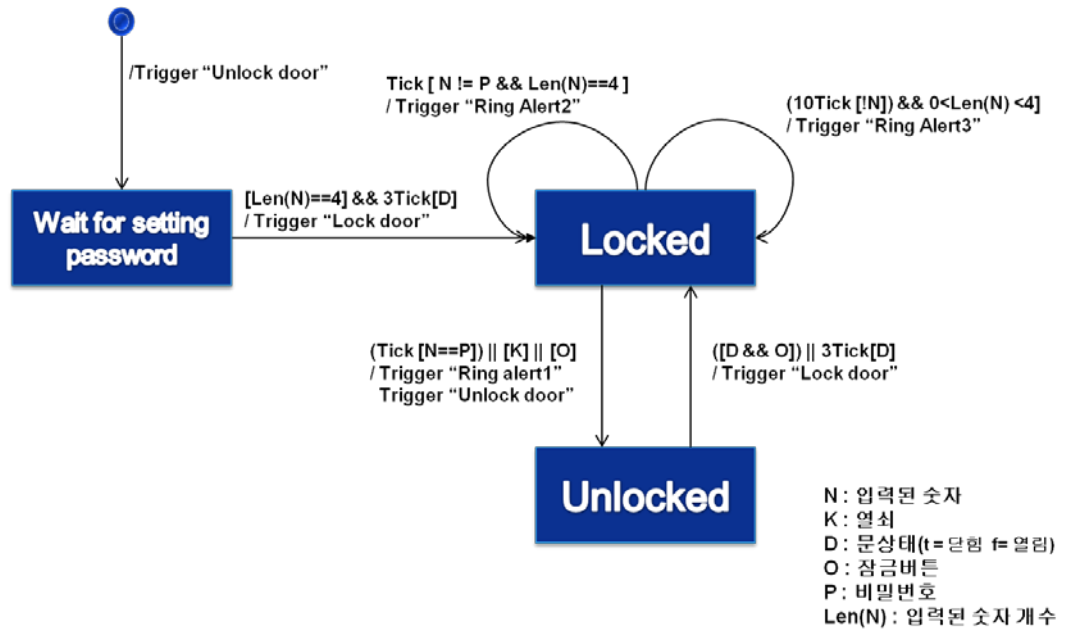 /Trigger “Unlock door”
Tick [ N != P && Len(N)==4 ]
/ Trigger “Ring Alert2”
(10Tick [!N]) && 0<Len(N) <4]
/ Trigger “Ring Alert3”
Wait for setting
password
[Len(N)==4] && 3Tick[D]
/ Trigger “Lock door”
Locked
(Tick [N==P]) || [K] || [O]
/ Trigger “Ring alert1”
Trigger “Unlock door”
([D && O]) || 3Tick[D]
/ Trigger “Lock door”
Unlocked
N : 입력된 숫자
K : 열쇠
D : 문상태(t = 닫힘 f= 열림)
O : 잠금버튼
P : 비밀번호
Len(N) : 입력된 숫자 개수